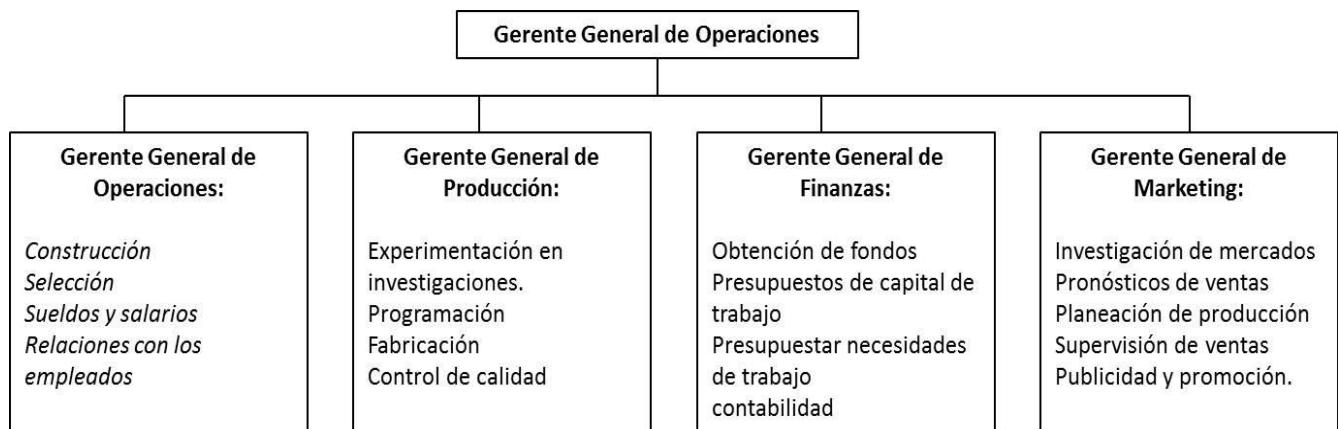 Gerente General de Operaciones
Gerente General de
Operaciones:
Construcción
Selección
Sueldos y salarios
Relaciones con los
empleados
Gerente General de
Producción:
Experimentación en
investigaciones.
Programación
Fabricación
Control de calidad
Gerente General de
Finanzas:
Obtención de fondos
Presupuestos de capital de
trabajo
Presupuestar necesidades
de trabajo
contabilidad
Gerente General de
Marketing:
Investigación de mercados
Pronósticos de ventas
Planeación de producción
Supervisión de ventas
Publicidad y promoción.